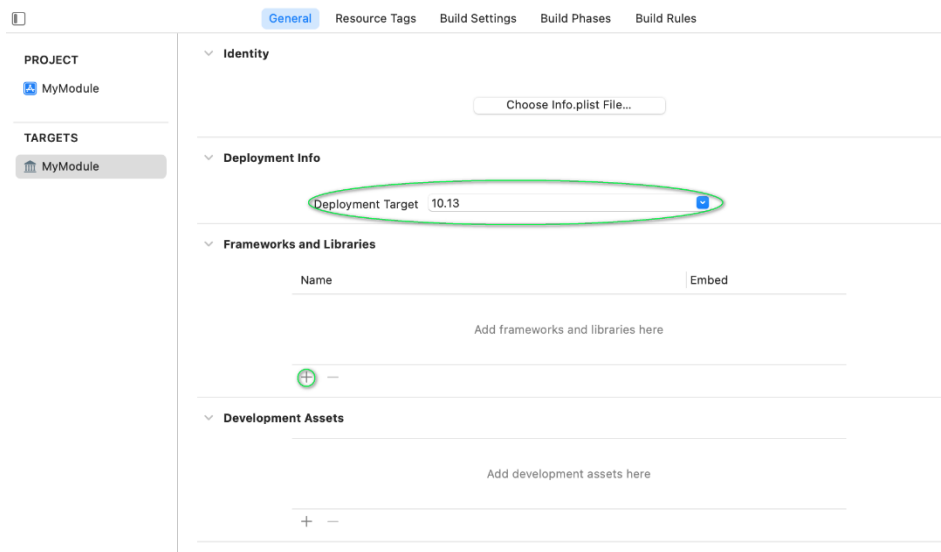 General Resource Tags Build Settings Build Phases Build Rules
PROJECT
MyModule
TARGETS
MyModule
Identity
Choose Info.plist File...
Deployment Info
Deployment Target 10.13
Frameworks and Libraries
Name Embed
Add frameworks and libraries here
Development Assets
Add development assets here